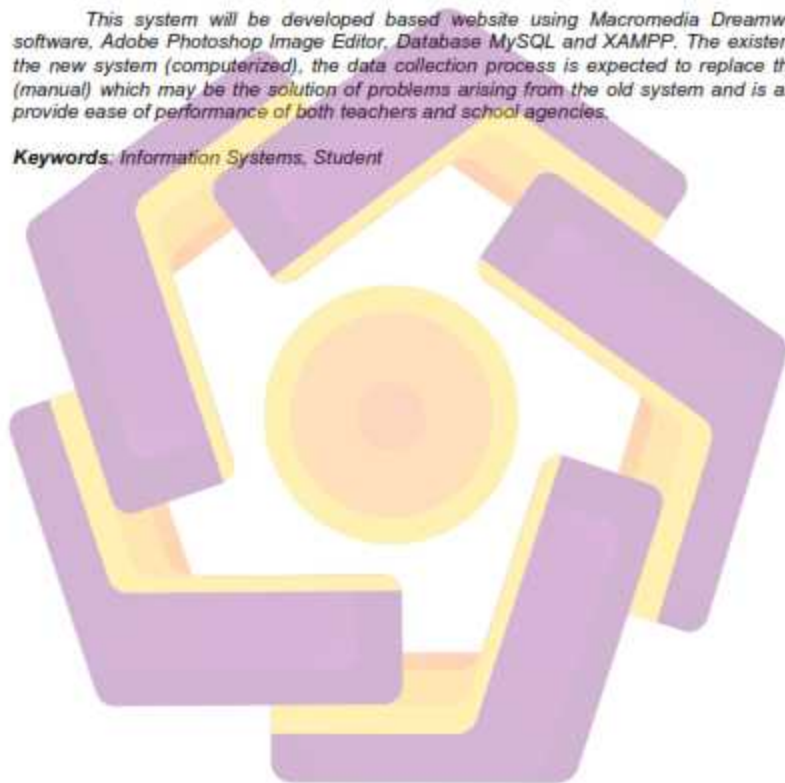 This system will be developed based website using Macromedia Dreamw
software, Adobe Photoshop Image Editor, Database MySQL and XAMPP. The existen
the new system (computerized), the data collection process is expected to replace th
(manual) which may be the solution of problems arising from the old system and is a
provide ease of performance of both teachers and school agencies.
Keywords: Information Systems, Student